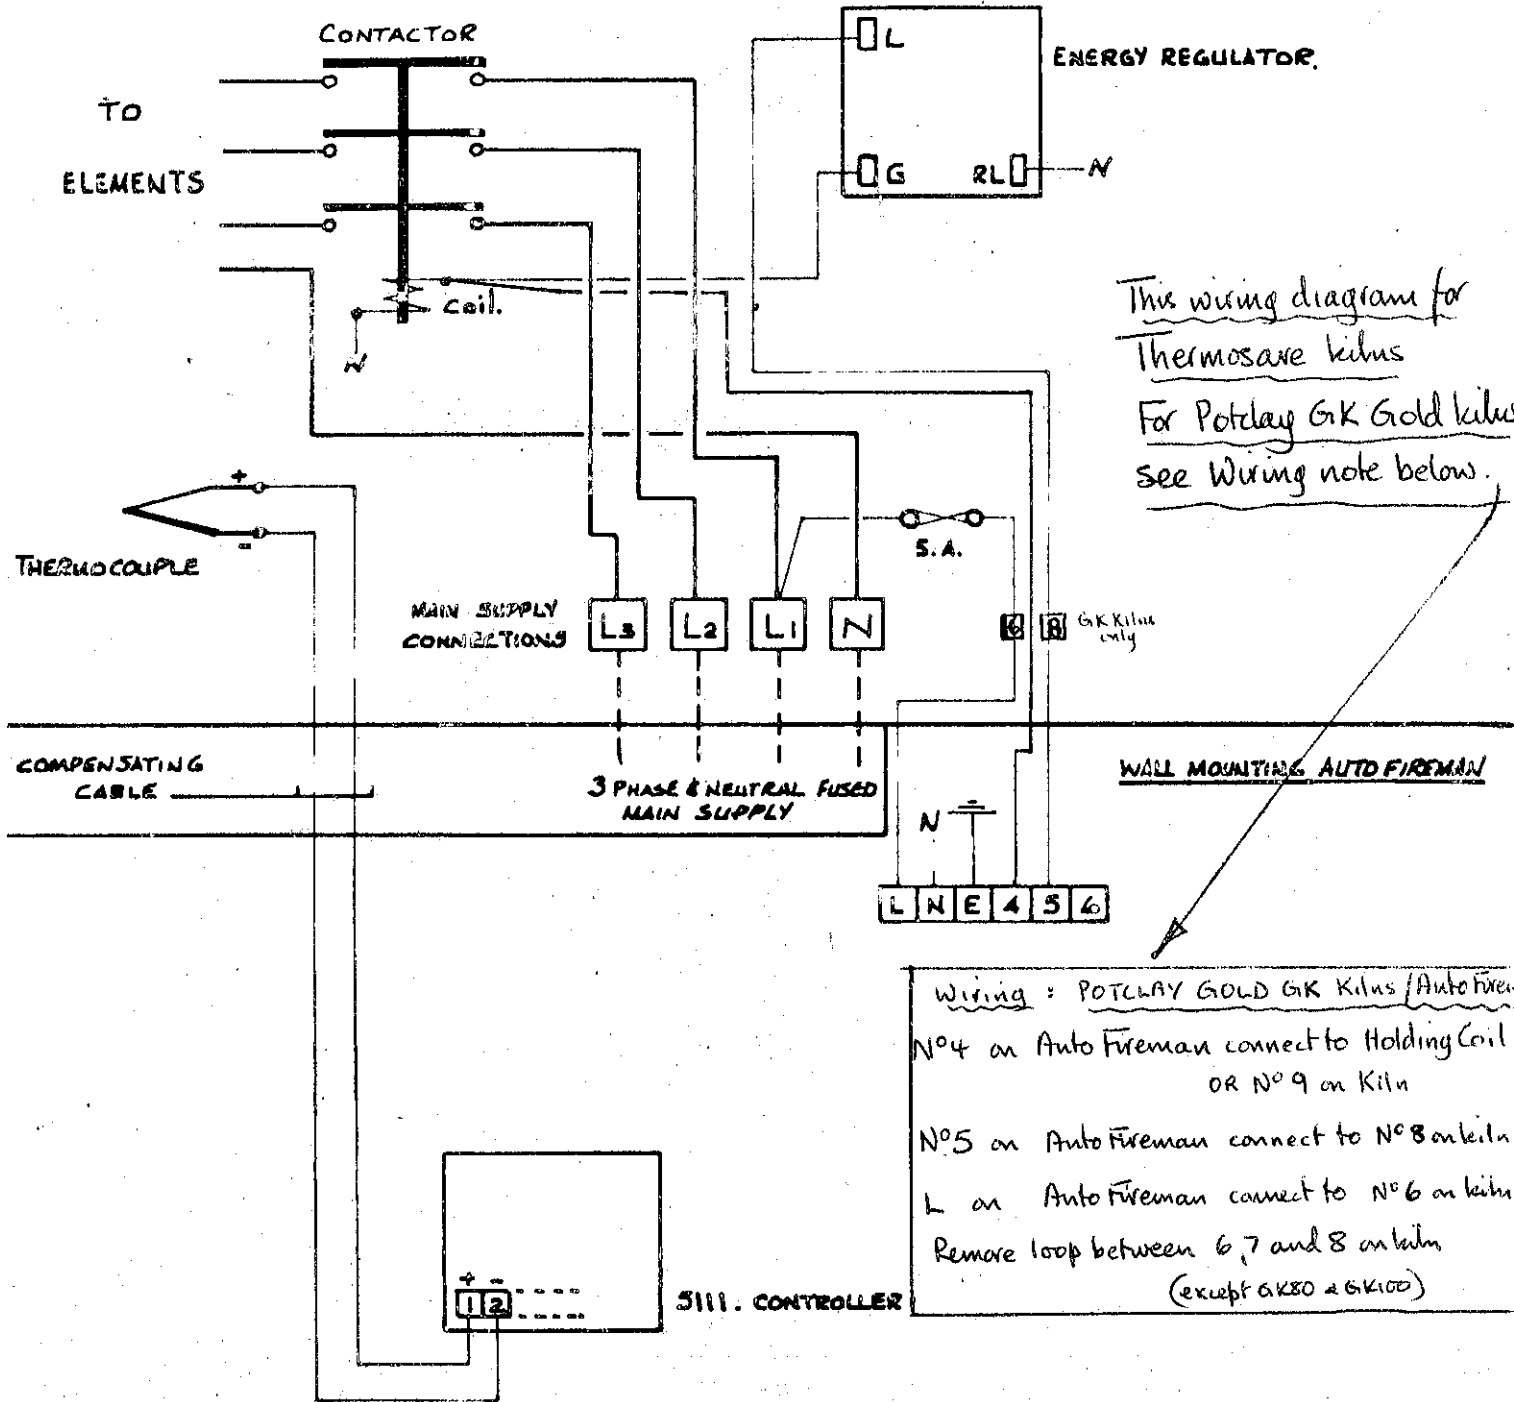 CONTACTOR
TO
ELEMENTS
Coil.
N
L
G
RL
N
ENERGY REGULATOR.
This wiring diagram for
Thermosave kilns
For Potclay GK Gold kilns
see Wiring note below.
+
-
THERMOCOUPLE
5.A.
MAIN SUPPLY
CONNECTIONS
L3
L2
L1
N
6
8
GK Kilns
only
COMPENSATING
CABLE
3 PHASE & NEUTRAL FUSED
MAIN SUPPLY
WALL MOUNTING AUTO FIREMAN
N
L N E 4 5 6
Wiring : POTCLAY GOLD GK Kilns / Auto
Nº4 on Auto Fireman connect to Holding Coil
OR Nº 9 on Kiln
Nº5 on Auto Fireman connect to Nº 8 on kiln
L on Auto Fireman connect to Nº 6 on kiln
Remove loop between 6, 7 and 8 on kiln
(except GK80 & GK100)
+ -
1 2
5111. CONTROLLER